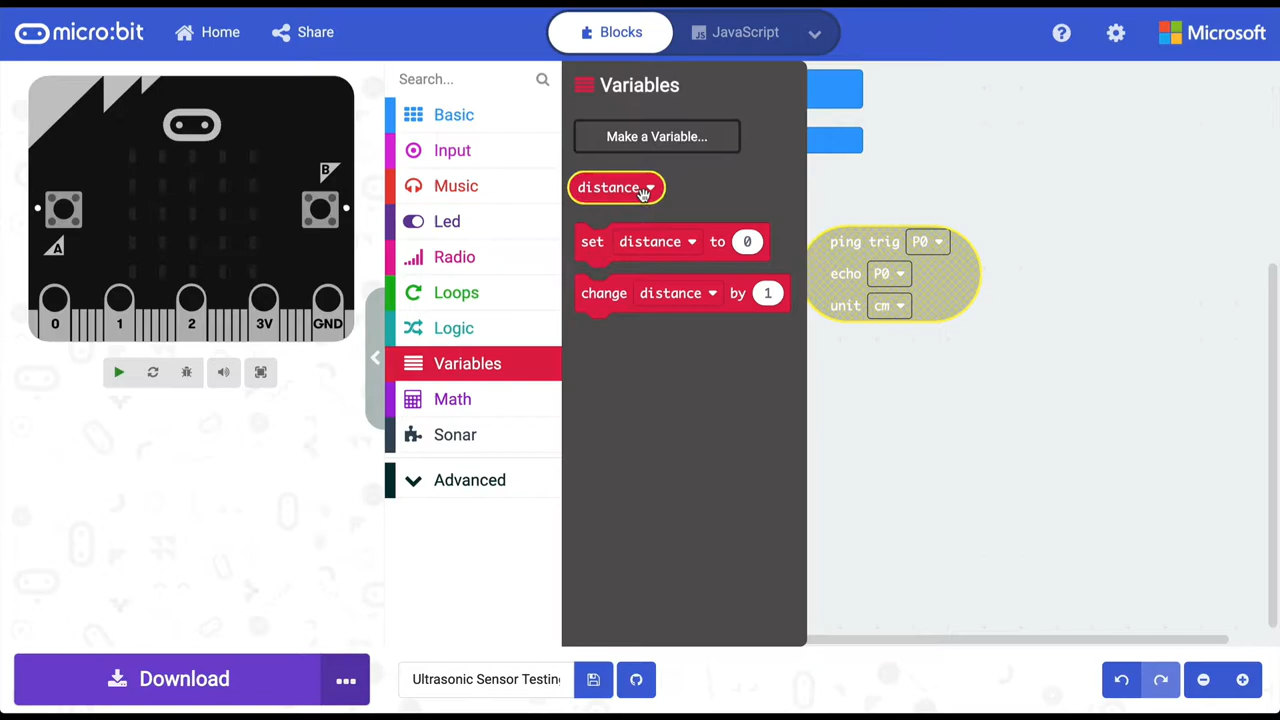 micro:bit Home Share Blocks JavaScript Microsoft
Search...
Basic
Input
Music
Led
Radio
Loops
Logic
Variables
Math
Sonar
Advanced
Variables
Make a Variable...
distance
set distance to 0
change distance by 1
ping trig P0
echo P0
unit cm
A
B
0 1 2 3V GND
Download
Ultrasonic Sensor Testin